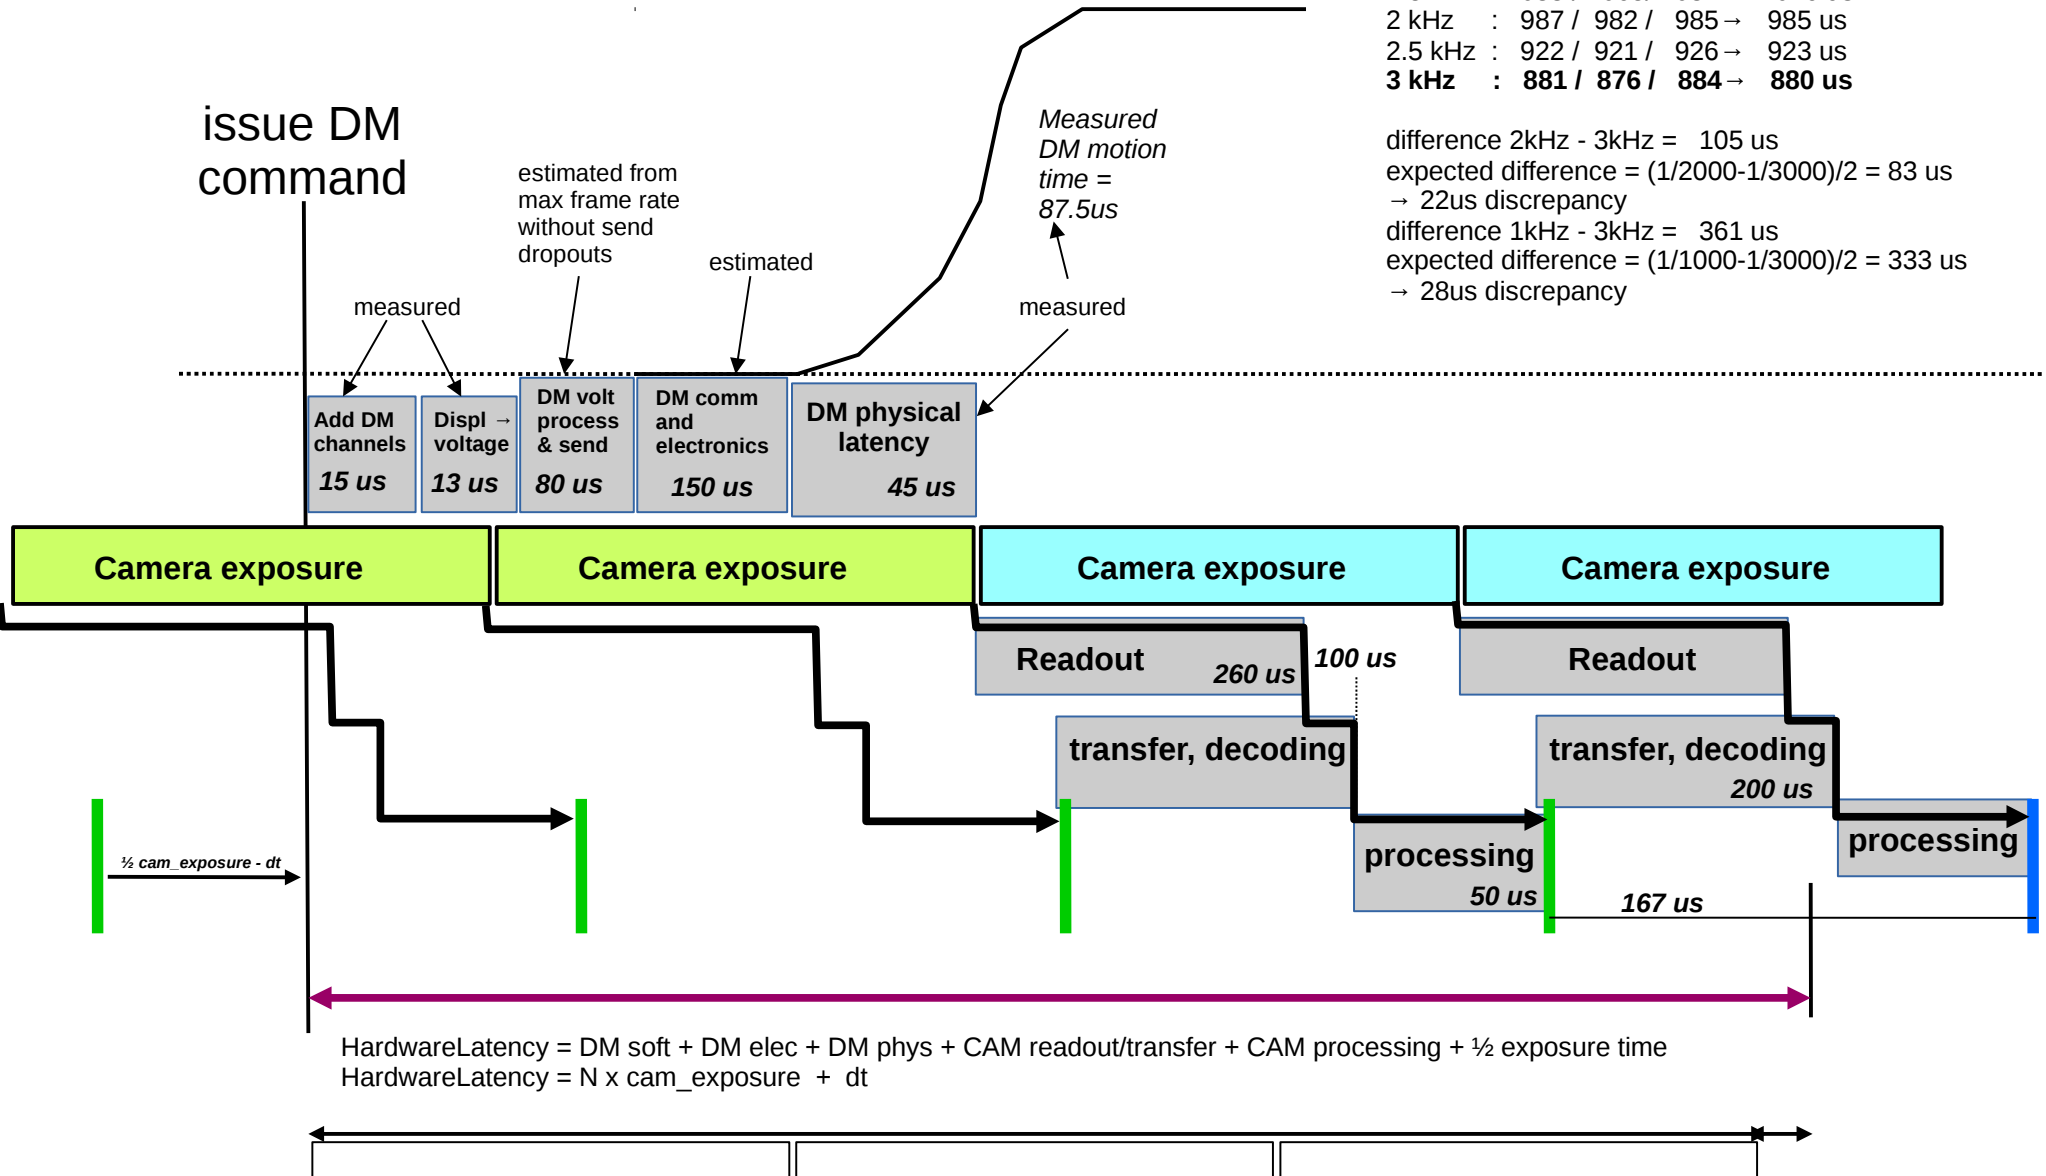 2 kHz : 987 / 982 / 985→ 985 us
2.5 kHz : 922 / 921 / 926→ 923 us
3 kHz : 881 / 876 / 884→ 880 us
difference 2kHz - 3kHz = 105 us
expected difference = (1/2000-1/3000)/2 = 83 us
→ 22us discrepancy
difference 1kHz - 3kHz = 361 us
expected difference = (1/1000-1/3000)/2 = 333 us
→ 28us discrepancy
issue DM
command
estimated from
max frame rate
without send
dropouts
estimated
measured
Measured
DM motion
time =
87.5us
measured
Add DM
channels
15 us
Displ →
voltage
13 us
DM volt
process
& send
80 us
DM comm
and
electronics
150 us
DM physical
latency
45 us
Camera exposure
Camera exposure
Camera exposure
Camera exposure
Readout
260 us
100 us
Readout
transfer, decoding
transfer, decoding
200 us
processing
50 us
processing
½ cam_exposure - dt
167 us
HardwareLatency = DM soft + DM elec + DM phys + CAM readout/transfer + CAM processing + ½ exposure time
HardwareLatency = N x cam_exposure + dt